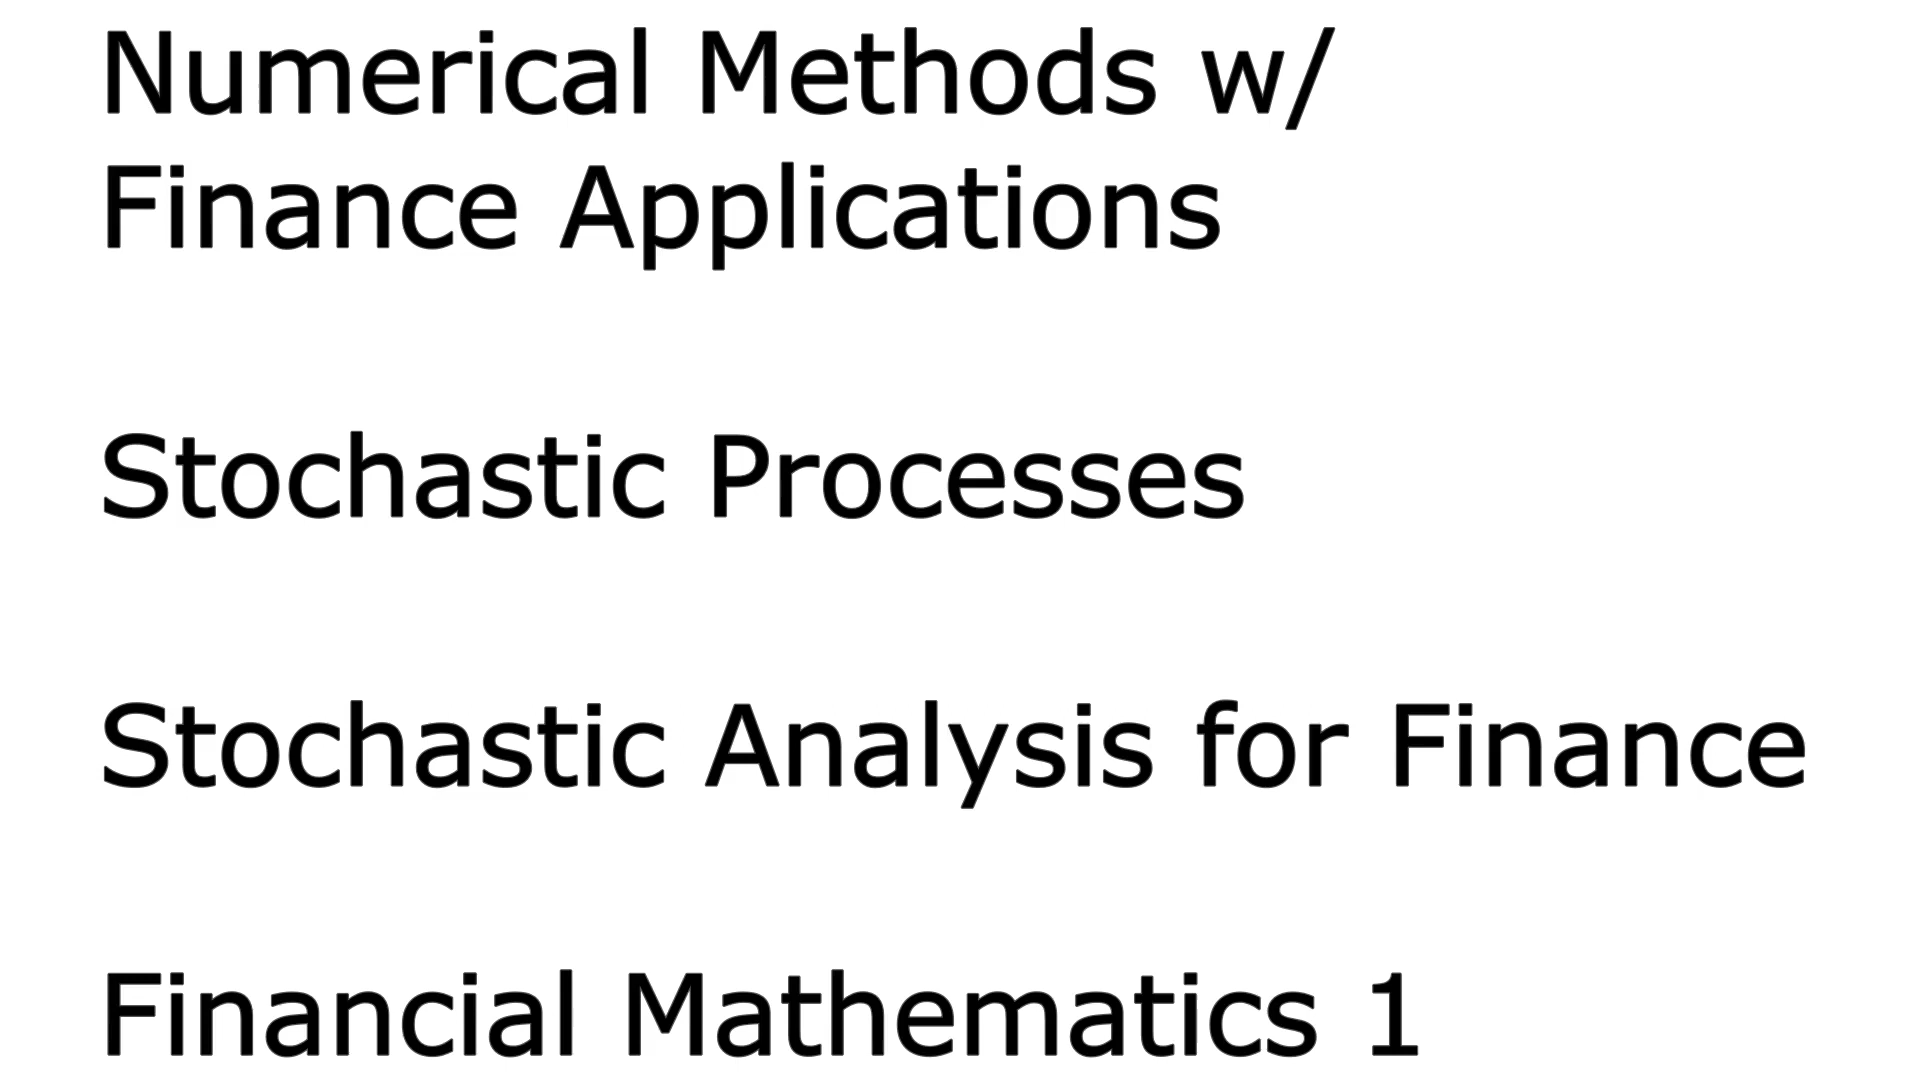 Numerical Methods w/
Finance Applications
Stochastic Processes
Stochastic Analysis for Finance
Financial Mathematics 1